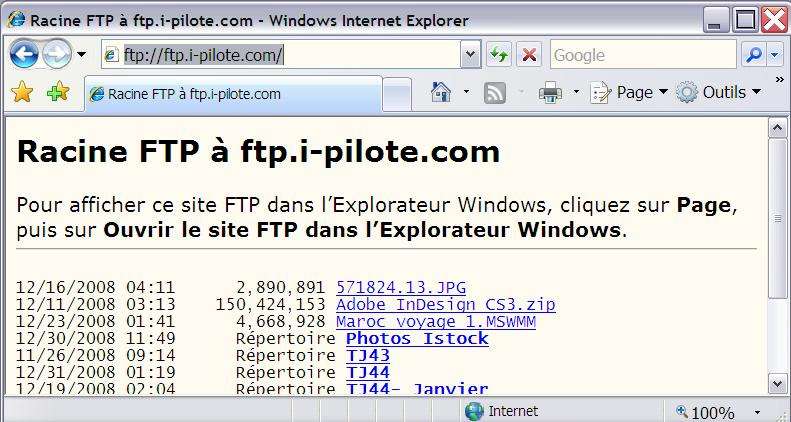 Racine FTP à ftp.i-pilote.com - Windows Internet Explorer
ftp://ftp.i-pilote.com/
Google
Racine FTP à ftp.i-pilote.com
Page
Outils
»
Racine FTP à ftp.i-pilote.com
Pour afficher ce site FTP dans l’Explorateur Windows, cliquez sur Page,
puis sur Ouvrir le site FTP dans l’Explorateur Windows.
12/16/2008 04:11 2,890,891 571824.13.JPG
12/11/2008 03:13 150,424,153 Adobe InDesign CS3.zip
12/23/2008 01:41 4,668,928 Maroc voyage 1.MSWMM
12/30/2008 11:49 Répertoire Photos Istock
11/26/2008 09:14 Répertoire TJ43
12/31/2008 01:19 Répertoire TJ44
12/19/2008 02:04 Répertoire TJ44- Janvier
Internet
100%